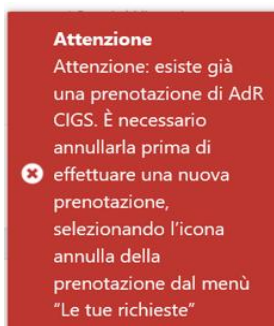 Attenzione
Attenzione: esiste già
una prenotazione di AdR
CIGS. È necessario
annullarla prima di
effettuare una nuova
prenotazione,
selezionando l’icona
annulla della
prenotazione dal menù
“Le tue richieste”